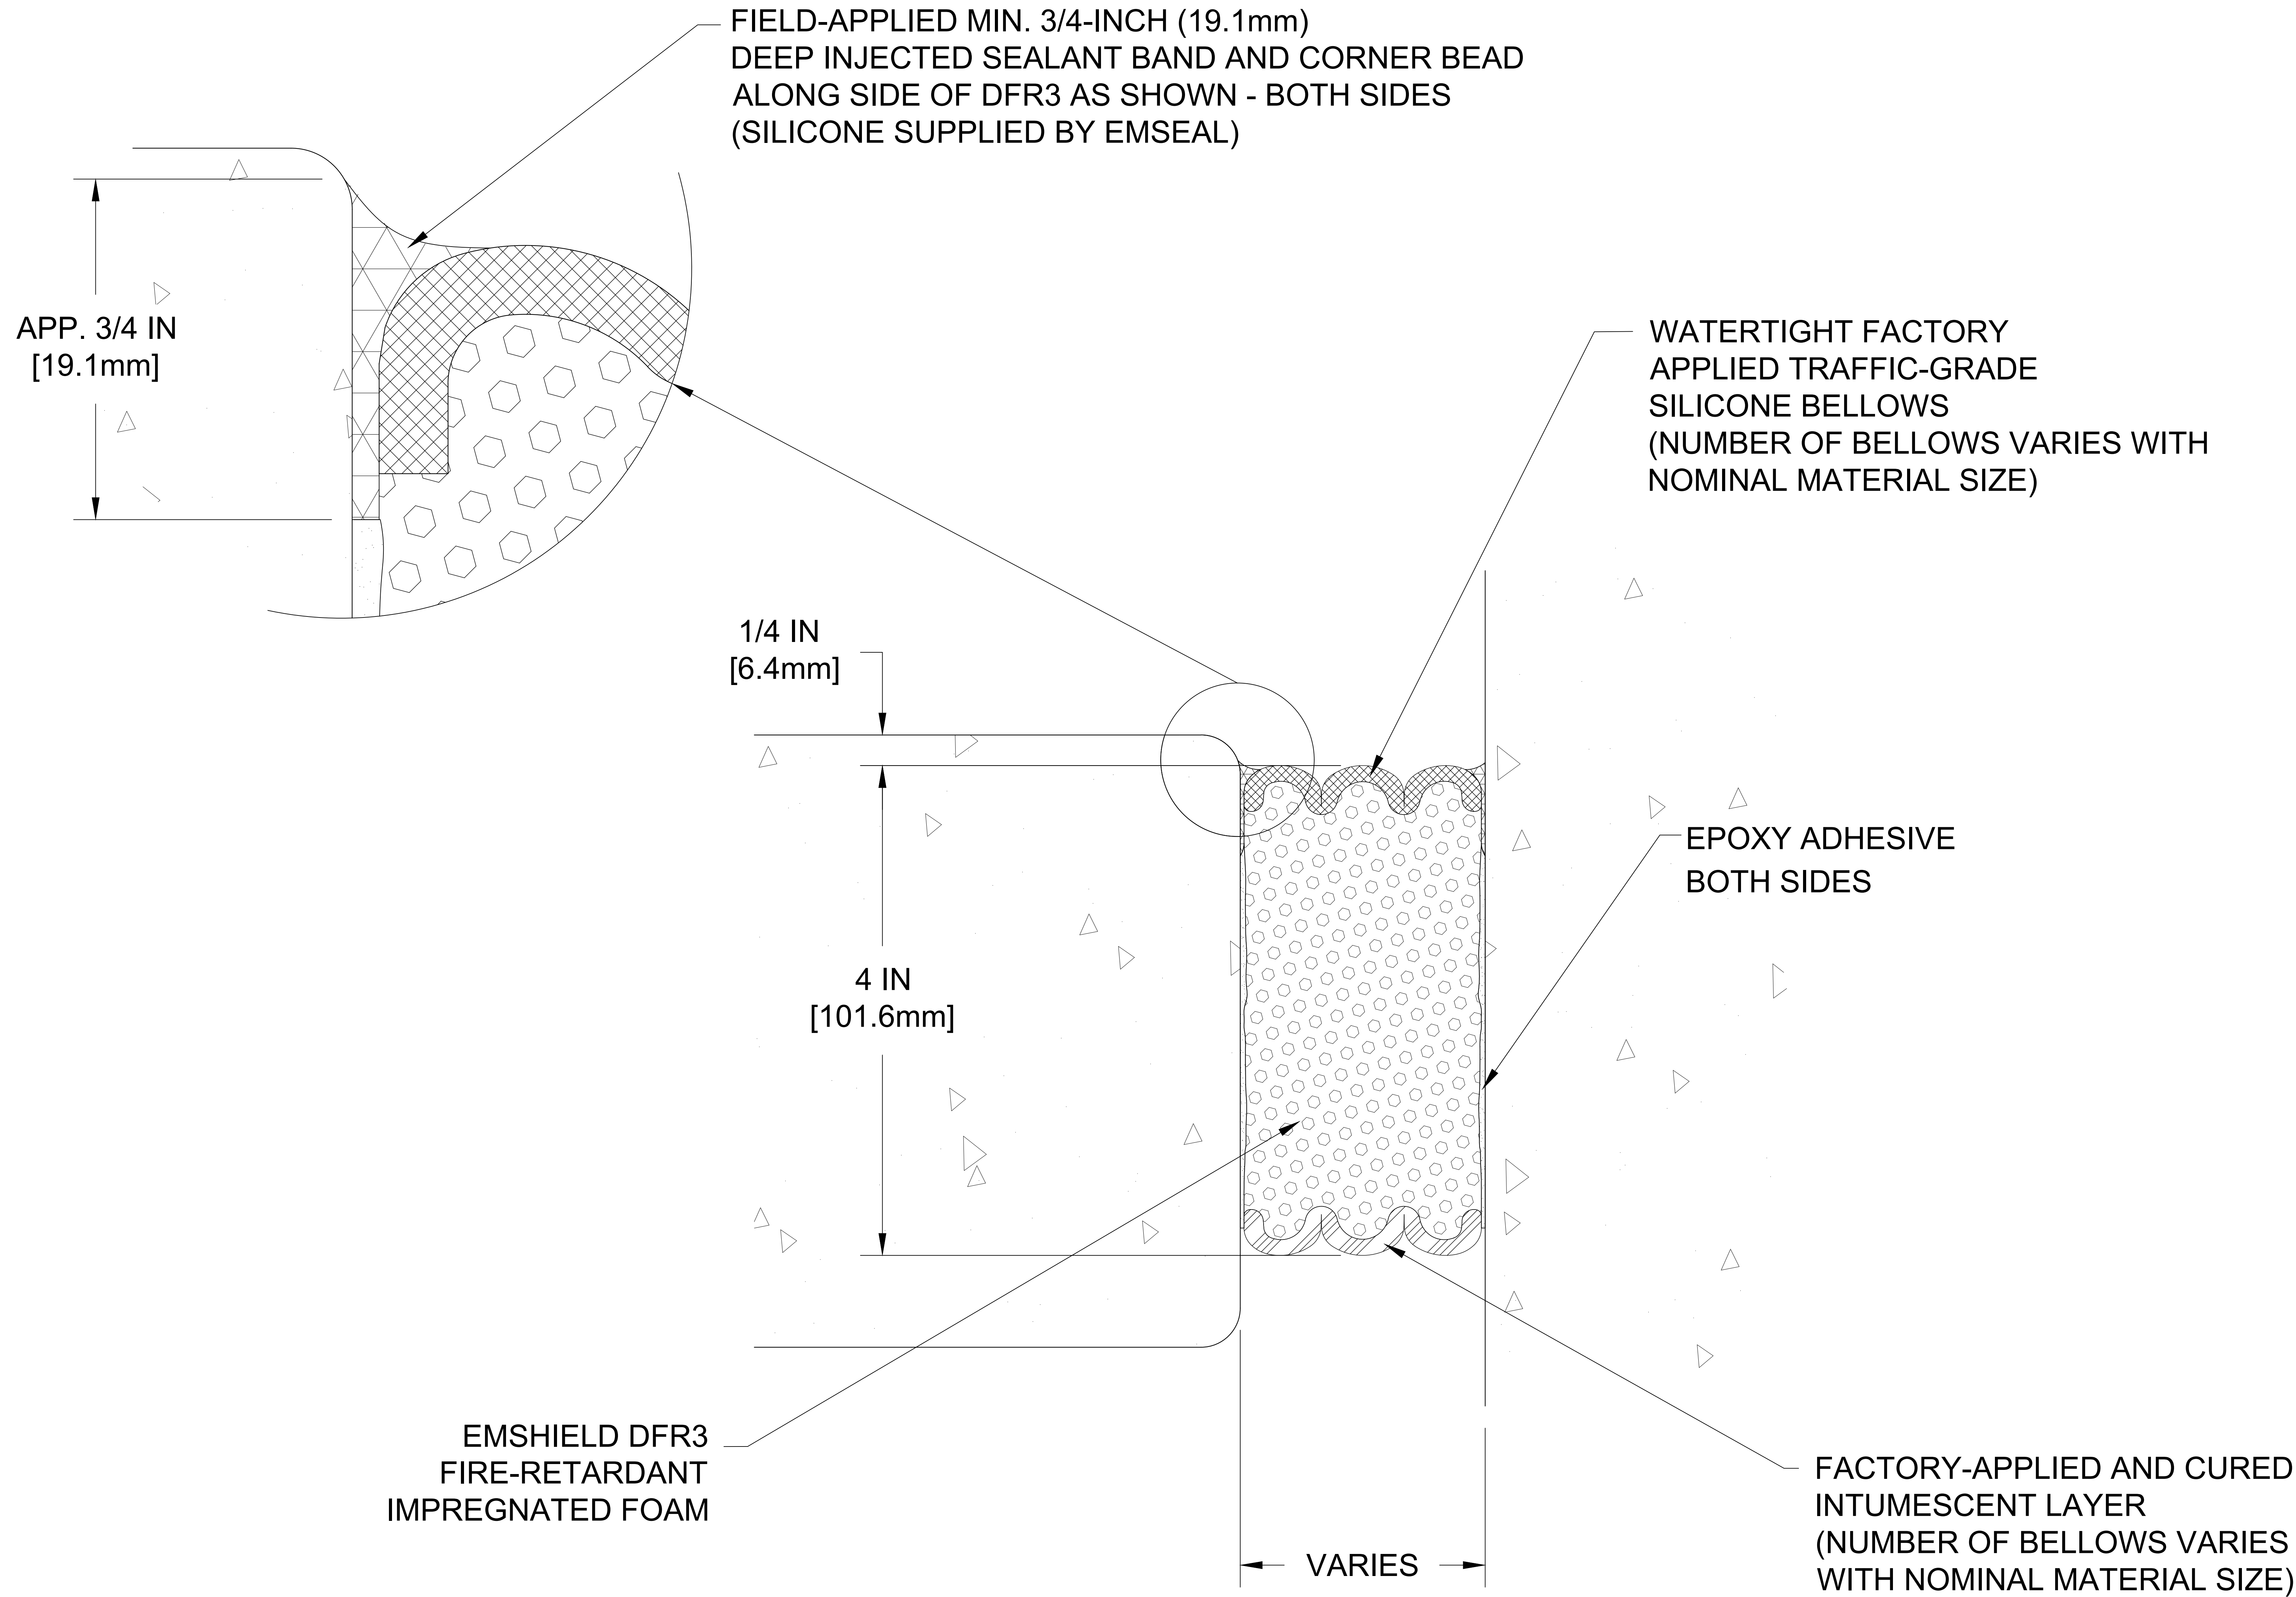 FIELD-APPLIED MIN. 3/4-INCH (19.1mm)
DEEP INJECTED SEALANT BAND AND CORNER BEAD
ALONG SIDE OF DFR3 AS SHOWN - BOTH SIDES
(SILICONE SUPPLIED BY EMSEAL)
APP. 3/4 IN
[19.1mm]
WATERTIGHT FACTORY
APPLIED TRAFFIC-GRADE
SILICONE BELLOWS
(NUMBER OF BELLOWS VARIES WITH
NOMINAL MATERIAL SIZE)
1/4 IN
[6.4mm]
EPOXY ADHESIVE
BOTH SIDES
4 IN
[101.6mm]
EMSHIELD DFR3
FIRE-RETARDANT
IMPREGNATED FOAM
FACTORY-APPLIED AND CURED
INTUMESCENT LAYER
(NUMBER OF BELLOWS VARIES
WITH NOMINAL MATERIAL SIZE)
VARIES